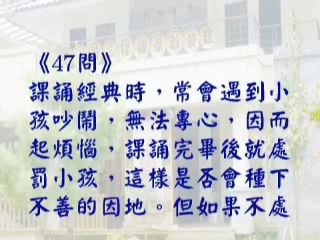 《47問》
課誦經典時，常會遇到小
孩吵鬧，無法專心，因而
起煩惱，課誦完畢後就處
罰小孩，這樣是否會種下
不善的因地。但如果不處